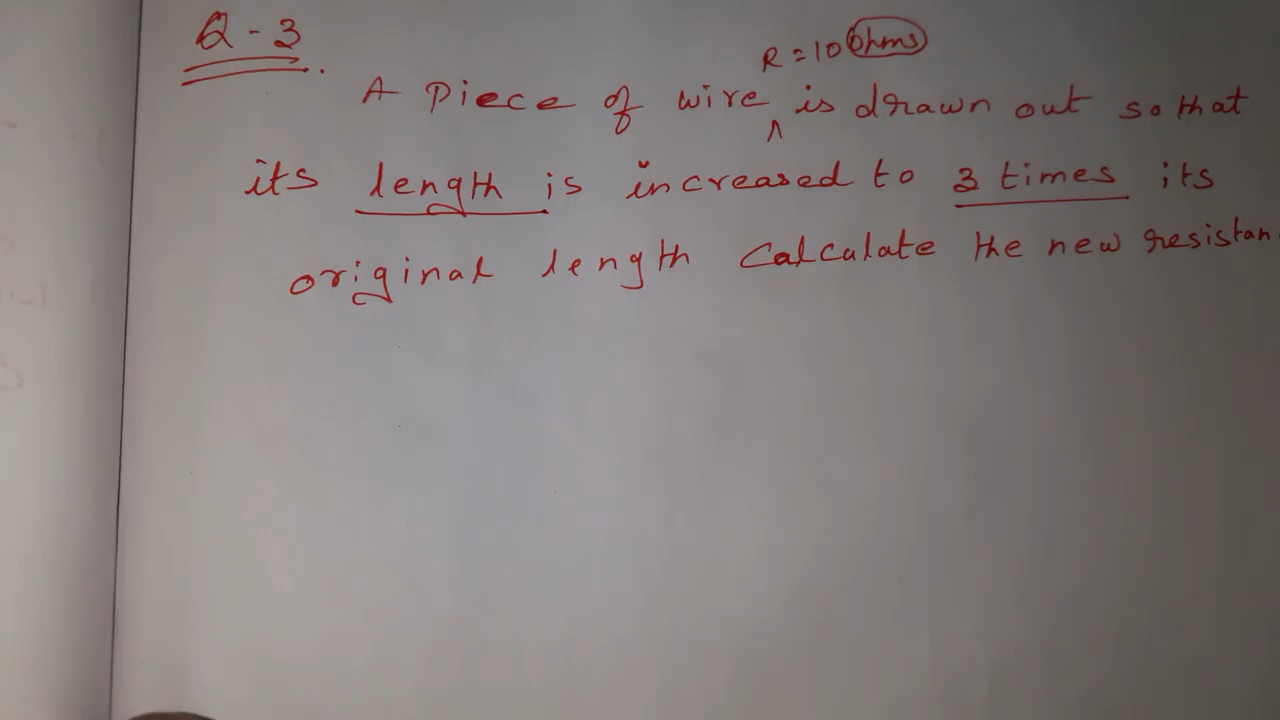 Q - 3.
R = 10 ohms
A Piece of wire ^ is drawn out so that
its length is increased to 3 times its
original length Calculate the new resistan